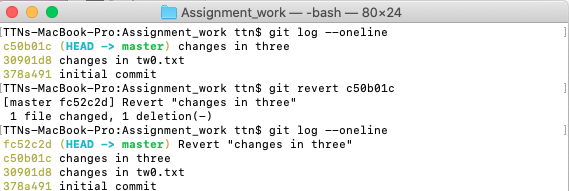 Assignment_work — -bash — 80×24
[TTNs-MacBook-Pro:Assignment_work ttn$ git log --oneline ]
c50b01c (HEAD -> master) changes in three
30901d8 changes in tw0.txt
378a491 initial commit
[TTNs-MacBook-Pro:Assignment_work ttn$ git revert c50b01c ]
[master fc52c2d] Revert "changes in three"
 1 file changed, 1 deletion(-)
[TTNs-MacBook-Pro:Assignment_work ttn$ git log --oneline ]
fc52c2d (HEAD -> master) Revert "changes in three"
c50b01c changes in three
30901d8 changes in tw0.txt
378a491 initial commit